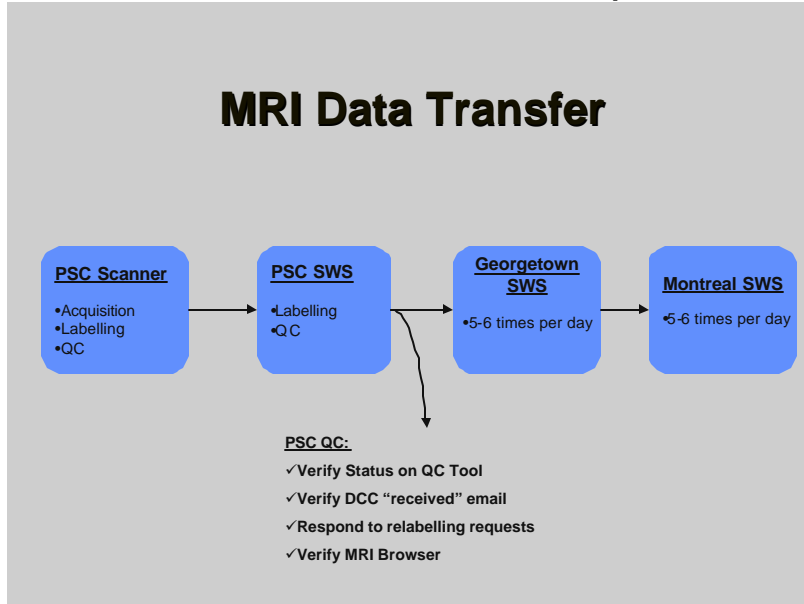 MRI Data Transfer
PSC Scanner
•Acquisition
•Labelling
•QC
PSC SWS
•Labelling
•QC
Georgetown
SWS
•5-6 times per day
Montreal SWS
•5-6 times per day
PSC QC:
✓Verify Status on QC Tool
✓Verify DCC “received” email
✓Respond to relabelling requests
✓Verify MRI Browser